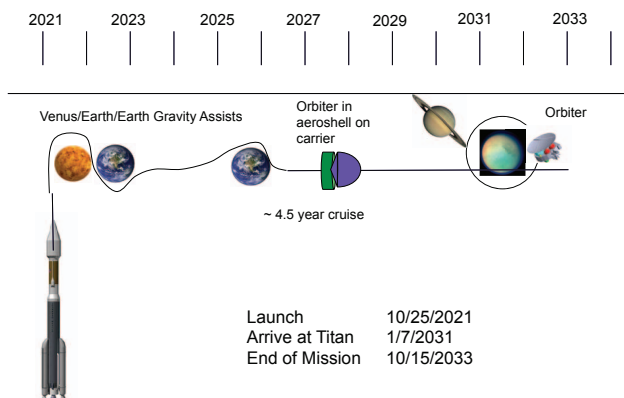 2021 2023 2025 2027 2029 2031 2033
Venus/Earth/Earth Gravity Assists
Orbiter in
aeroshell on
carrier
Orbiter
~ 4.5 year cruise
Launch 10/25/2021
Arrive at Titan 1/7/2031
End of Mission 10/15/2033